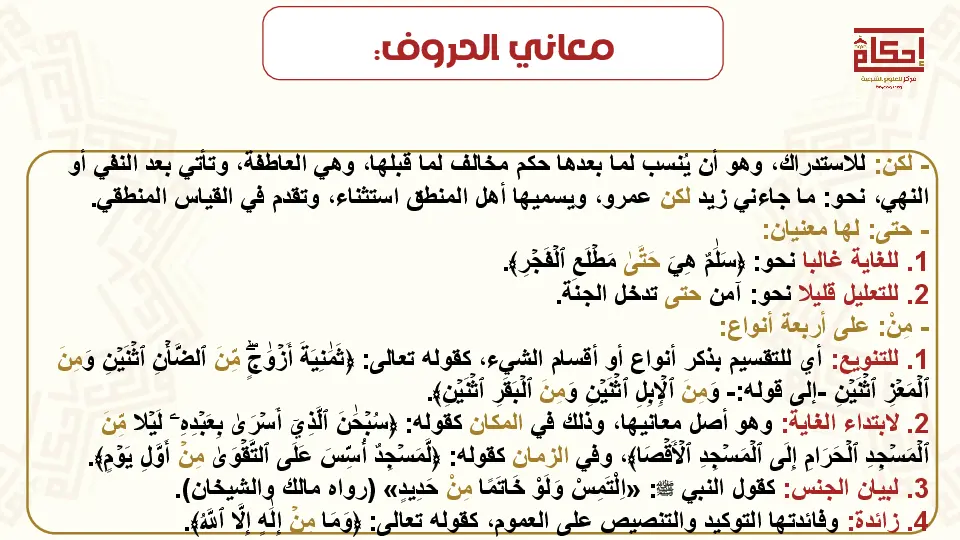 معاني الحروف:
إحكام
مركز للعلوم الشرعية
- لكن: للاستدراك، وهو أن يُنسب لما بعدها حكم مخالف لما قبلها، وهي العاطفة، وتأتي بعد النفي أو
النهي، نحو: ما جاءني زيد لكن عمرو، ويسميها أهل المنطق استثناء، وتقدم في القياس المنطقي.
- حتى: لها معنيان:
1. للغاية غالبا نحو: ﴿سَلَٰمٌ هِيَ حَتَّىٰ مَطْلَعِ ٱلْفَجْرِ﴾.
2. للتعليل قليلا نحو: آمن حتى تدخل الجنة.
- مِنْ: على أربعة أنواع:
1. للتنويع: أي للتقسيم بذكر أنواع أو أقسام الشيء، كقوله تعالى: ﴿ثَمَٰنِيَةَ أَزْوَٰجٍۖ مِّنَ ٱلضَّأْنِ ٱثْنَيْنِ وَمِنَ
ٱلْمَعْزِ ٱثْنَيْنِ -إلى قوله:- وَمِنَ ٱلْإِبِلِ ٱثْنَيْنِ وَمِنَ ٱلْبَقَرِ ٱثْنَيْنِ﴾.
2. لابتداء الغاية: وهو أصل معانيها، وذلك في المكان كقوله: ﴿سُبْحَٰنَ ٱلَّذِيٓ أَسْرَىٰ بِعَبْدِهِۦ لَيْلًا مِّنَ
ٱلْمَسْجِدِ ٱلْحَرَامِ إِلَى ٱلْمَسْجِدِ ٱلْأَقْصَا﴾، وفي الزمان كقوله: ﴿لَّمَسْجِدٌ أُسِّسَ عَلَى ٱلتَّقْوَىٰ مِنْ أَوَّلِ يَوْمٍ﴾.
3. لبيان الجنس: كقول النبي ﷺ: «اِلْتَمِسْ وَلَوْ خَاتَمًا مِنْ حَدِيدٍ» (رواه مالك والشيخان).
4. زائدة: وفائدتها التوكيد والتنصيص على العموم، كقوله تعالى: ﴿وَمَا مِنْ إِلَٰهٍ إِلَّا ٱللَّهُ﴾.